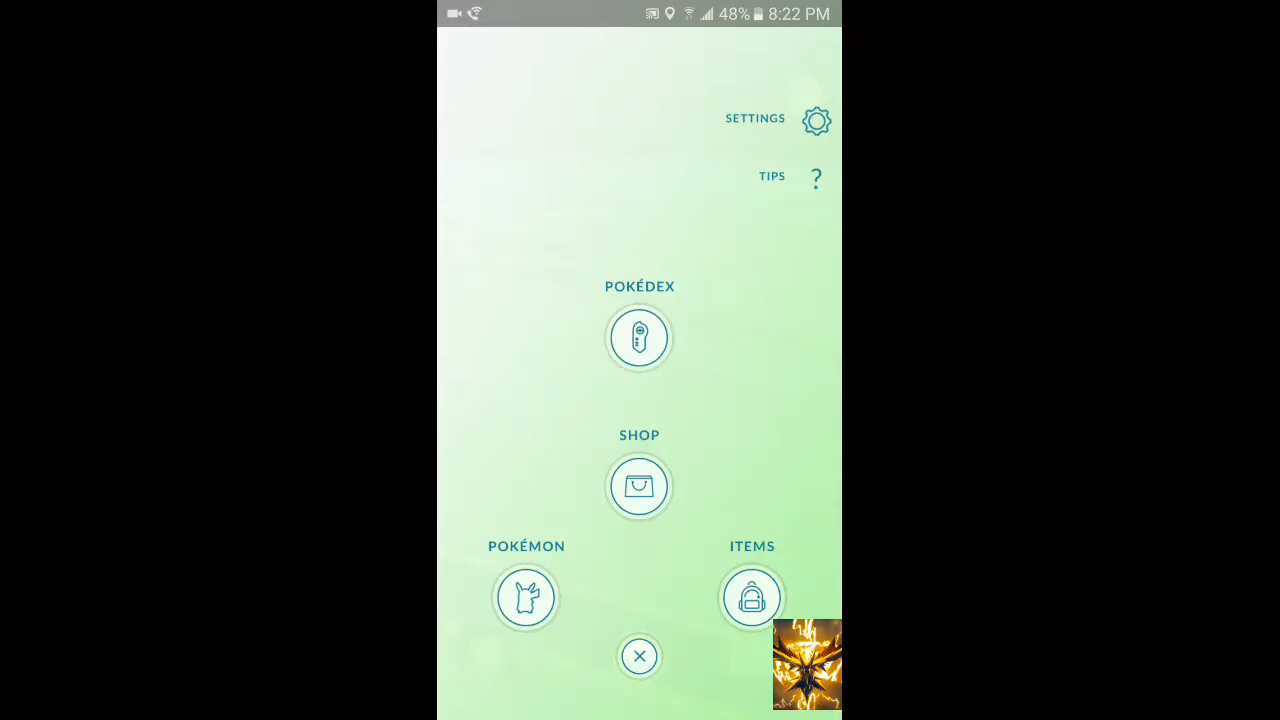 48% 8:22 PM
SETTINGS
TIPS ?
POKÉDEX
SHOP
POKÉMON ITEMS